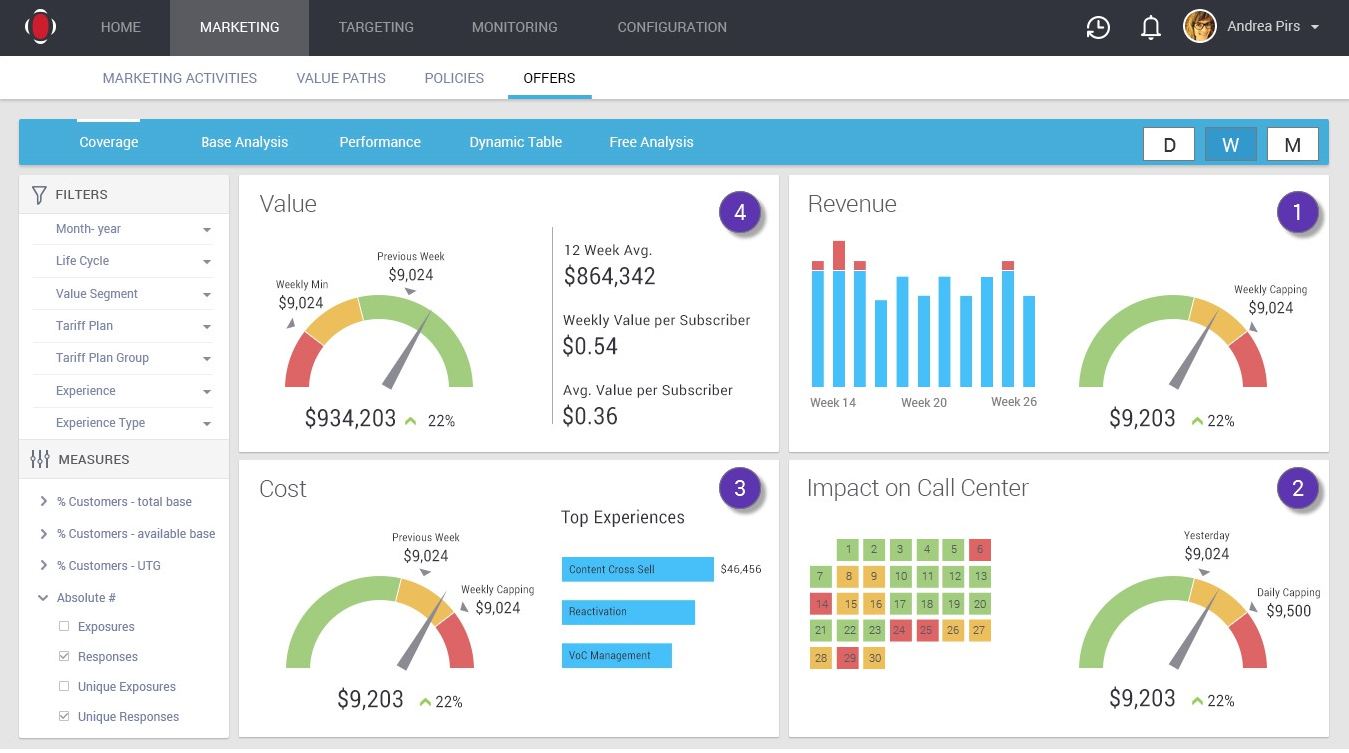 HOME
MARKETING
TARGETING
MONITORING
CONFIGURATION
Andrea Pirs
MARKETING ACTIVITIES
VALUE PATHS
POLICIES
OFFERS
Coverage
Base Analysis
Performance
Dynamic Table
Free Analysis
D
W
M
FILTERS
Month- year
Life Cycle
Value Segment
Tariff Plan
Tariff Plan Group
Experience
Experience Type
MEASURES
% Customers - total base
% Customers - available base
% Customers - UTG
Absolute #
Exposures
Responses
Unique Exposures
Unique Responses
Value
4
Previous Week
$9,024
Weekly Min
$9,024
$934,203
22%
12 Week Avg.
$864,342
Weekly Value per Subscriber
$0.54
Avg. Value per Subscriber
$0.36
Revenue
1
Week 14
Week 20
Week 26
Weekly Capping
$9,024
$9,203
22%
Cost
3
Previous Week
$9,024
Weekly Capping
$9,024
$9,203
22%
Top Experiences
Content Cross Sell
$46,456
Reactivation
VoC Management
Impact on Call Center
2
1 2 3 4 5 6
7 8 9 10 11 12 13
14 15 16 17 18 19 20
21 22 23 24 25 26 27
28 29 30
Yesterday
$9,024
Daily Capping
$9,500
$9,203
22%